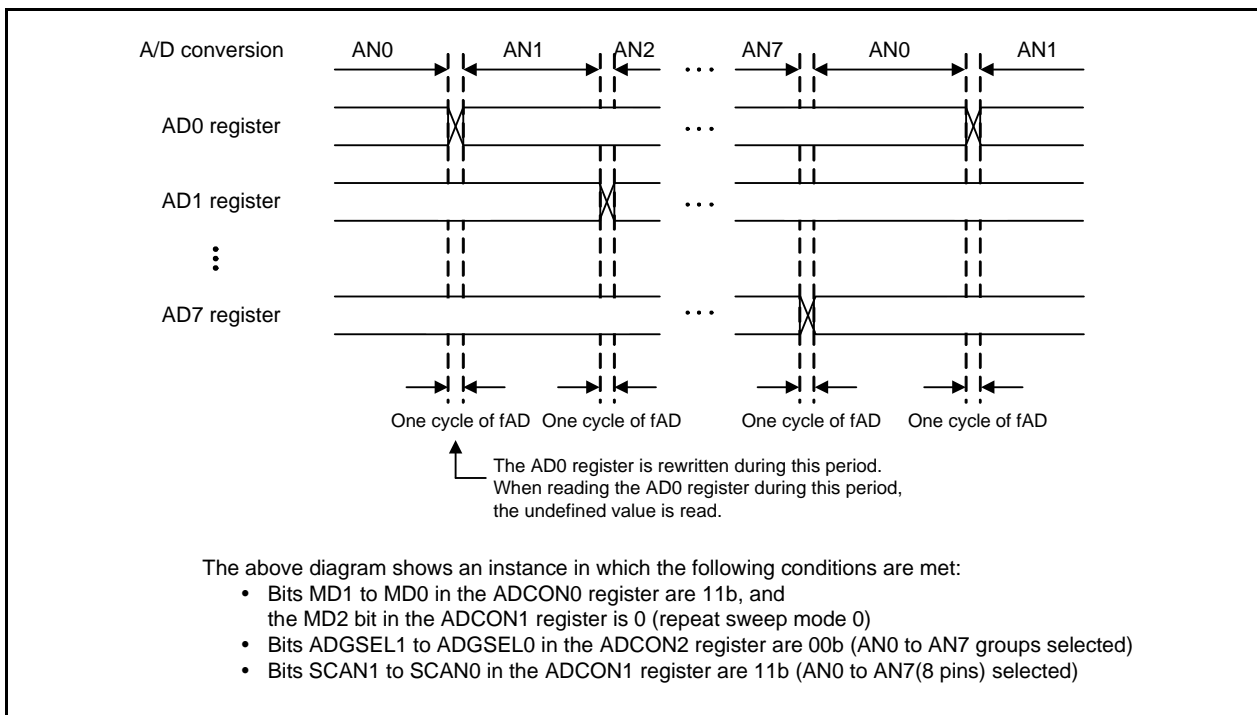 A/D conversion AN0 AN1 AN2 ··· AN7 AN0 AN1
AD0 register ···
AD1 register ···
AD7 register ···
One cycle of fAD One cycle of fAD One cycle of fAD One cycle of fAD
The AD0 register is rewritten during this period.
When reading the AD0 register during this period,
the undefined value is read.
The above diagram shows an instance in which the following conditions are met:
• Bits MD1 to MD0 in the ADCON0 register are 11b, and
the MD2 bit in the ADCON1 register is 0 (repeat sweep mode 0)
• Bits ADGSEL1 to ADGSEL0 in the ADCON2 register are 00b (AN0 to AN7 groups selected)
• Bits SCAN1 to SCAN0 in the ADCON1 register are 11b (AN0 to AN7(8 pins) selected)